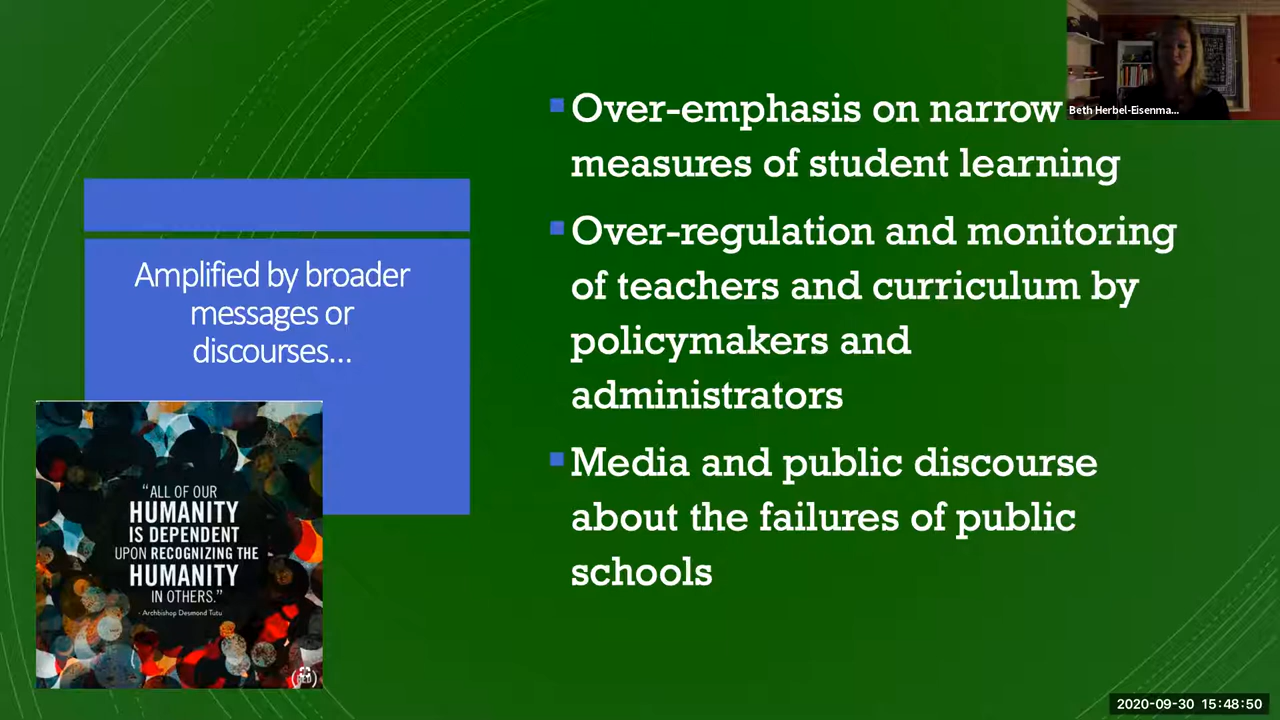 Amplified by broader
messages or
discourses...
"ALL OF OUR
HUMANITY
IS DEPENDENT
UPON RECOGNIZING THE
HUMANITY
IN OTHERS."
- Archbishop Desmond Tutu
Over-emphasis on narrow
measures of student learning
Over-regulation and monitoring
of teachers and curriculum by
policymakers and
administrators
Media and public discourse
about the failures of public
schools
Beth Herbel-Eisenma...
2020-09-30 15:48:50